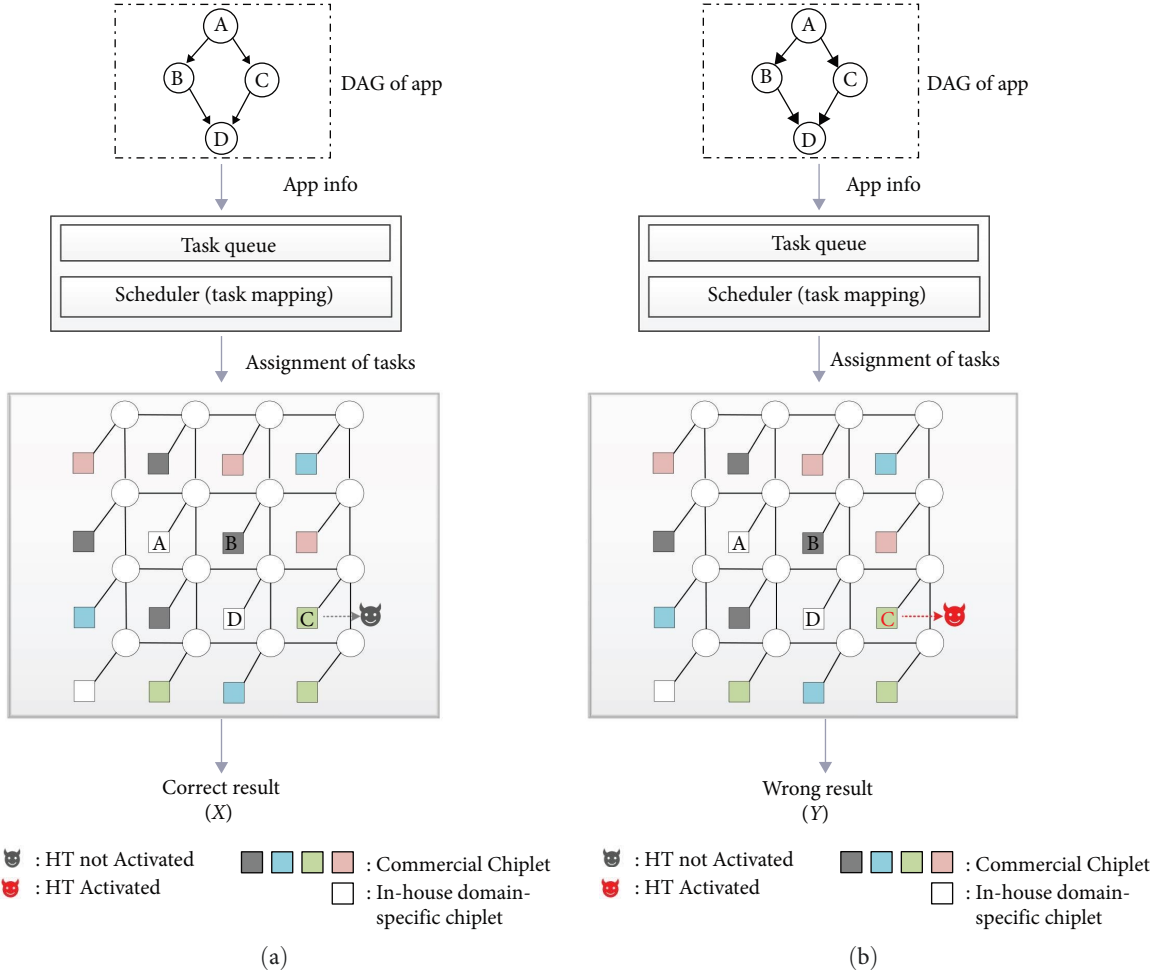 A
B
C
D
DAG of app
App info
Task queue
Scheduler (task mapping)
Assignment of tasks
A
B
D
C
Correct result
(X)
: HT not Activated
: HT Activated
: Commercial Chiplet
: In-house domain-
specific chiplet
(a)
A
B
C
D
DAG of app
App info
Task queue
Scheduler (task mapping)
Assignment of tasks
A
B
D
C
Wrong result
(Y)
: HT not Activated
: HT Activated
: Commercial Chiplet
: In-house domain-
specific chiplet
(b)